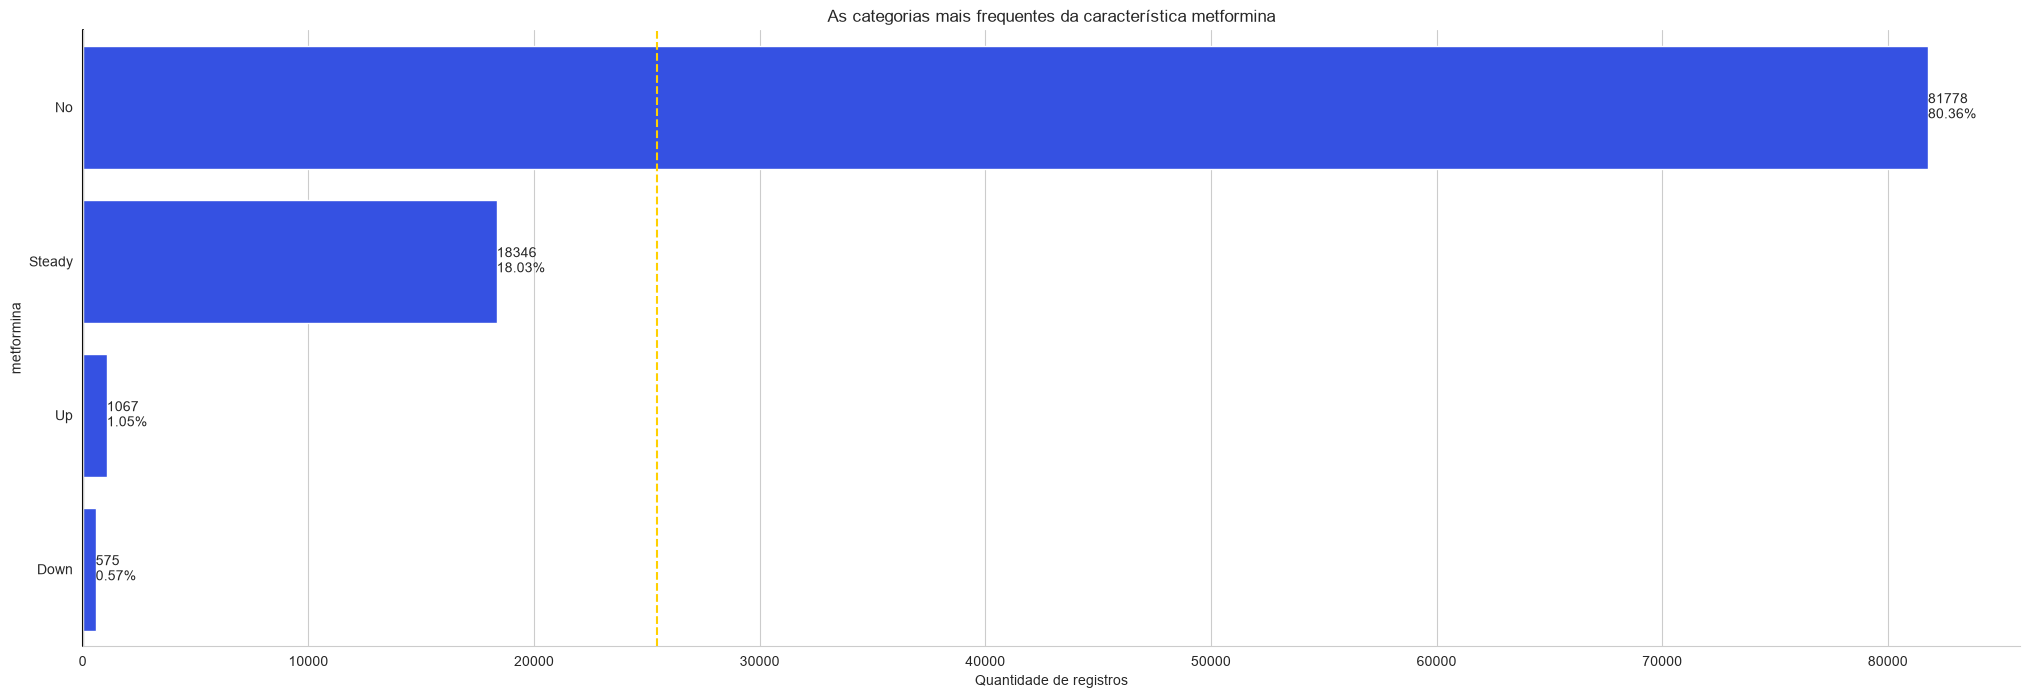 As categorias mais frequentes da característica metformina
No
81778
80.36%
Steady
18346
18.03%
Up
1067
1.05%
Down
575
0.57%
metformina
0 10000 20000 30000 40000 50000 60000 70000 80000
Quantidade de registros